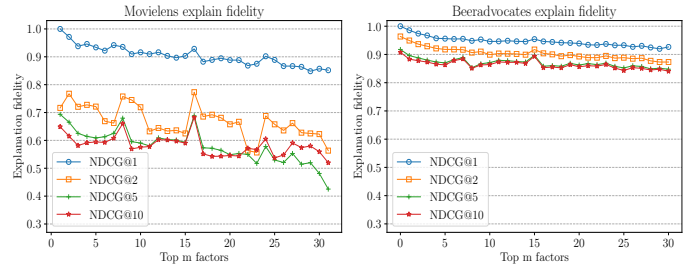 Movielens explain fidelity
1.0
0.9
0.8
0.7
0.6
0.5
0.4
0.3
Explanation fidelity
NDCG@1
NDCG@2
NDCG@5
NDCG@10
0 5 10 15 20 25 30
Top m factors
Beeradvocates explain fidelity
1.0
0.9
0.8
0.7
0.6
0.5
0.4
0.3
Explanation fidelity
NDCG@1
NDCG@2
NDCG@5
NDCG@10
0 5 10 15 20 25 30
Top m factors